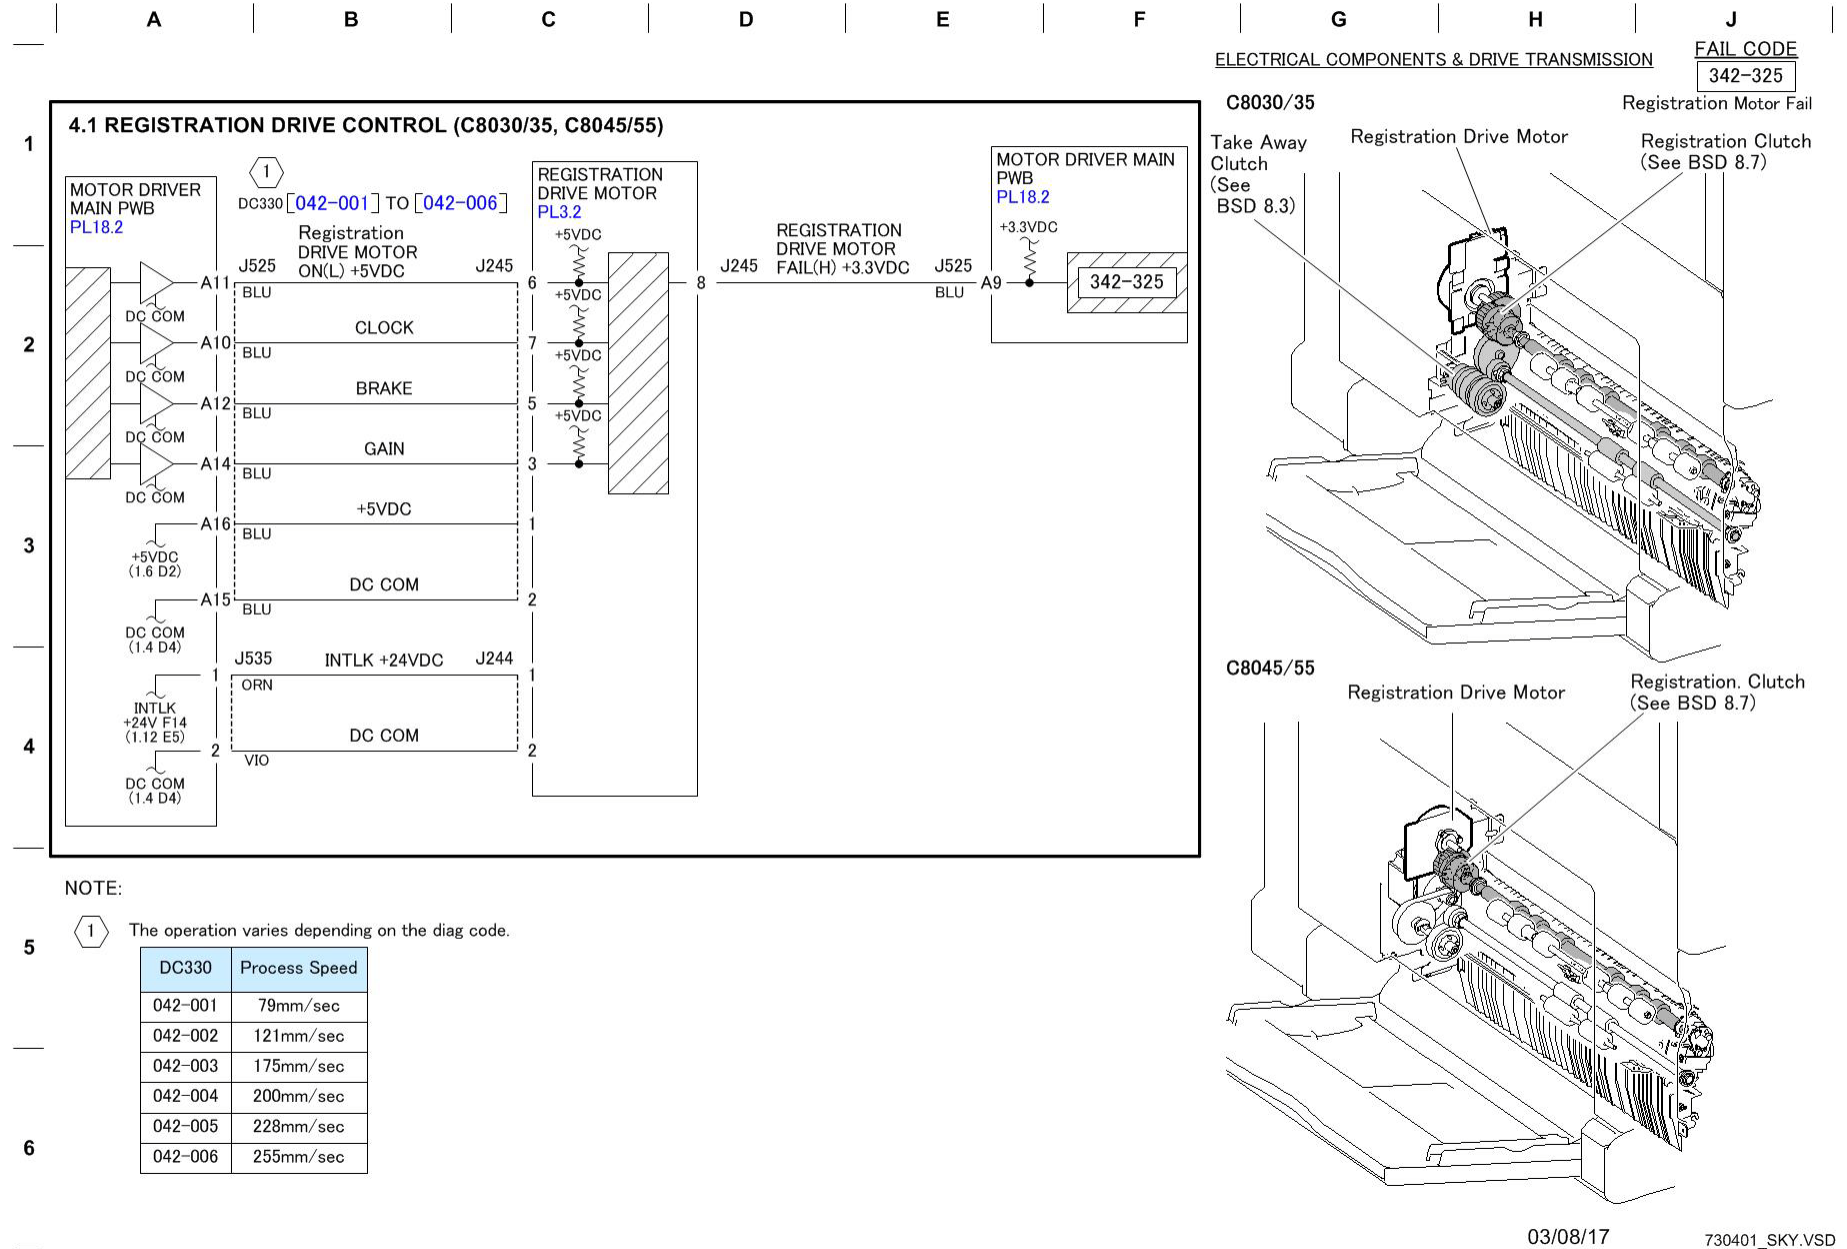 A B C D E F G H J
ELECTRICAL COMPONENTS & DRIVE TRANSMISSION
FAIL CODE
342-325
Registration Motor Fail
1
2
3
4
5
6
4.1 REGISTRATION DRIVE CONTROL (C8030/35, C8045/55)
MOTOR DRIVER
MAIN PWB
PL18.2
1
DC330 [042-001] TO [042-006]
Registration
DRIVE MOTOR
ON(L) +5VDC
J525
J245
REGISTRATION
DRIVE MOTOR
PL3.2
+5VDC
A11
BLU
6
DC COM
+5VDC
CLOCK
A10
BLU
7
DC COM
+5VDC
BRAKE
A12
BLU
5
DC COM
+5VDC
GAIN
A14
BLU
3
DC COM
+5VDC
A16
BLU
1
+5VDC
(1.6 D2)
DC COM
A15
BLU
2
DC COM
(1.4 D4)
J535
INTLK +24VDC
J244
1
ORN
1
INTLK
+24V F14
(1.12 E5)
DC COM
2
VIO
2
DC COM
(1.4 D4)
8
J245
REGISTRATION
DRIVE MOTOR
FAIL(H) +3.3VDC
J525
BLU
A9
MOTOR DRIVER MAIN
PWB
PL18.2
+3.3VDC
342-325
C8030/35
Take Away
Clutch
(See
BSD 8.3)
Registration Drive Motor
Registration Clutch
(See BSD 8.7)
C8045/55
Registration Drive Motor
Registration. Clutch
(See BSD 8.7)
NOTE:
1
The operation varies depending on the diag code.
DC330 Process Speed
042-001 79mm/sec
042-002 121mm/sec
042-003 175mm/sec
042-004 200mm/sec
042-005 228mm/sec
042-006 255mm/sec
03/08/17
730401_SKY.VSD